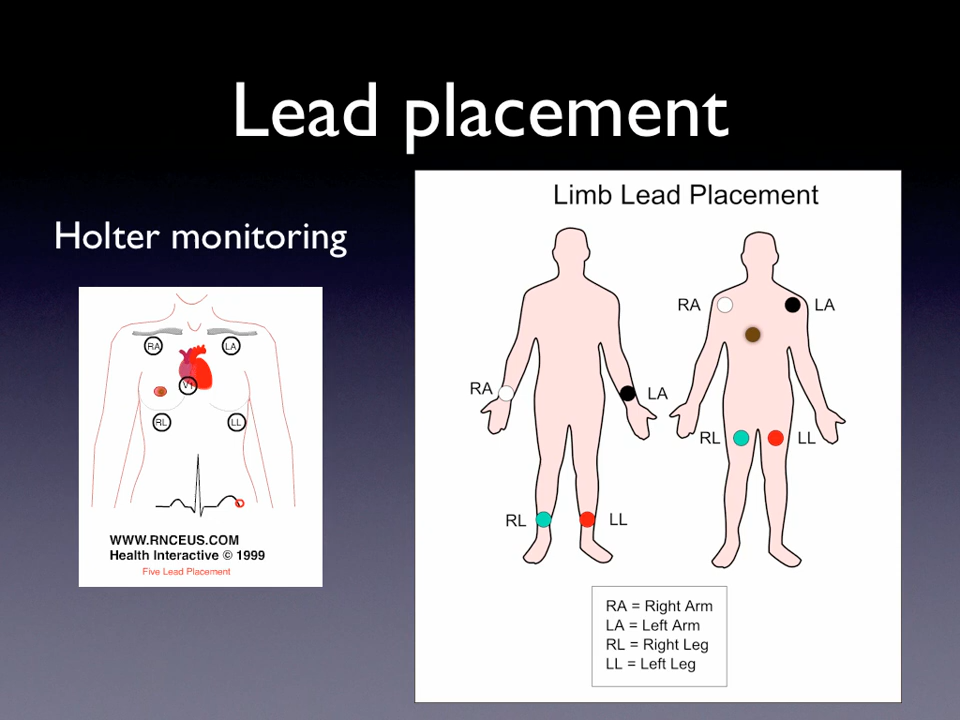 Lead placement
Holter monitoring
RA
LA
V1
RL
LL
WWW.RNCEUS.COM
Health Interactive © 1999
Five Lead Placement
Limb Lead Placement
RA
LA
RL
LL
RA
LA
RL
LL
RA = Right Arm
LA = Left Arm
RL = Right Leg
LL = Left Leg